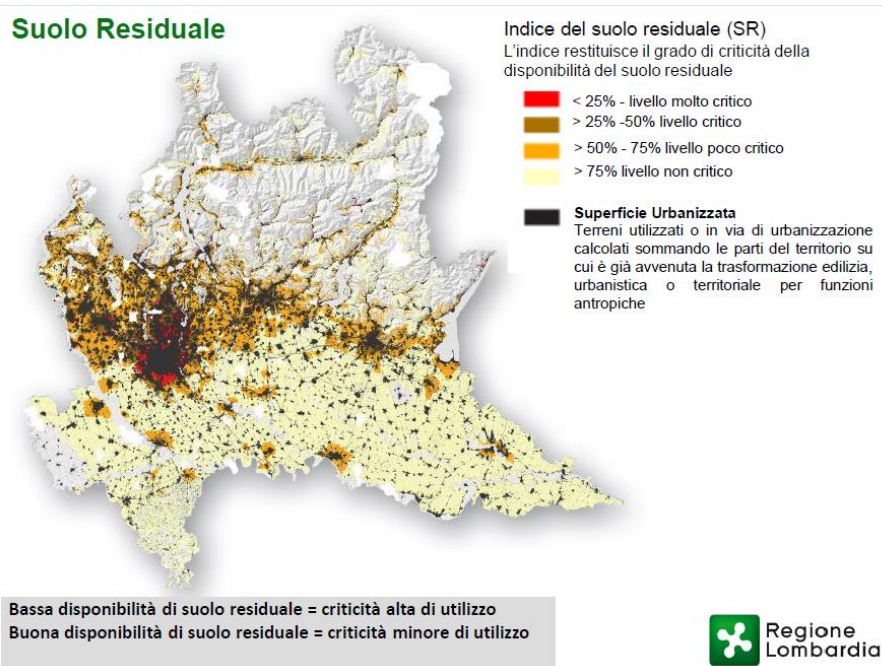 Suolo Residuale
Indice del suolo residuale (SR)
L'indice restituisce il grado di criticità della
disponibilità del suolo residuale
< 25% - livello molto critico
> 25% -50% livello critico
> 50% - 75% livello poco critico
> 75% livello non critico
Superficie Urbanizzata
Terreni utilizzati o in via di urbanizzazione
calcolati sommando le parti del territorio su
cui è già avvenuta la trasformazione edilizia,
urbanistica o territoriale per funzioni
antropiche
Bassa disponibilità di suolo residuale = criticità alta di utilizzo
Buona disponibilità di suolo residuale = criticità minore di utilizzo
Regione
Lombardia